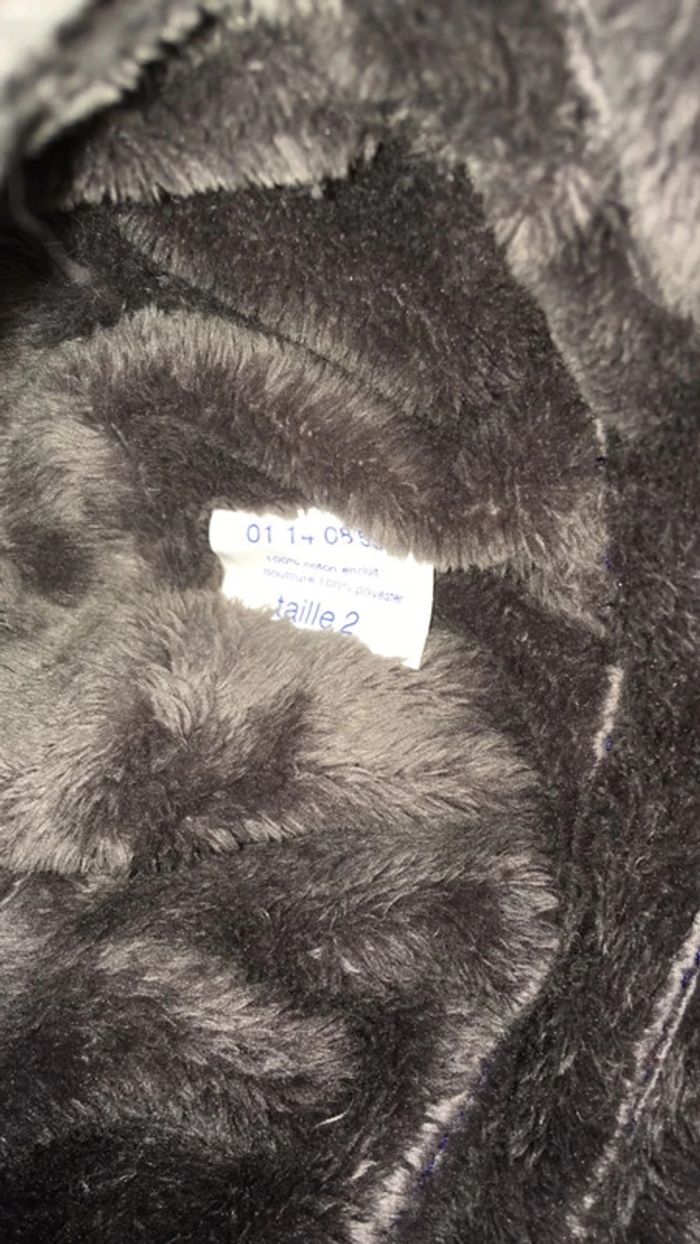 01 14 08
100% coton enduit
doublure 100% polyester
taille 2